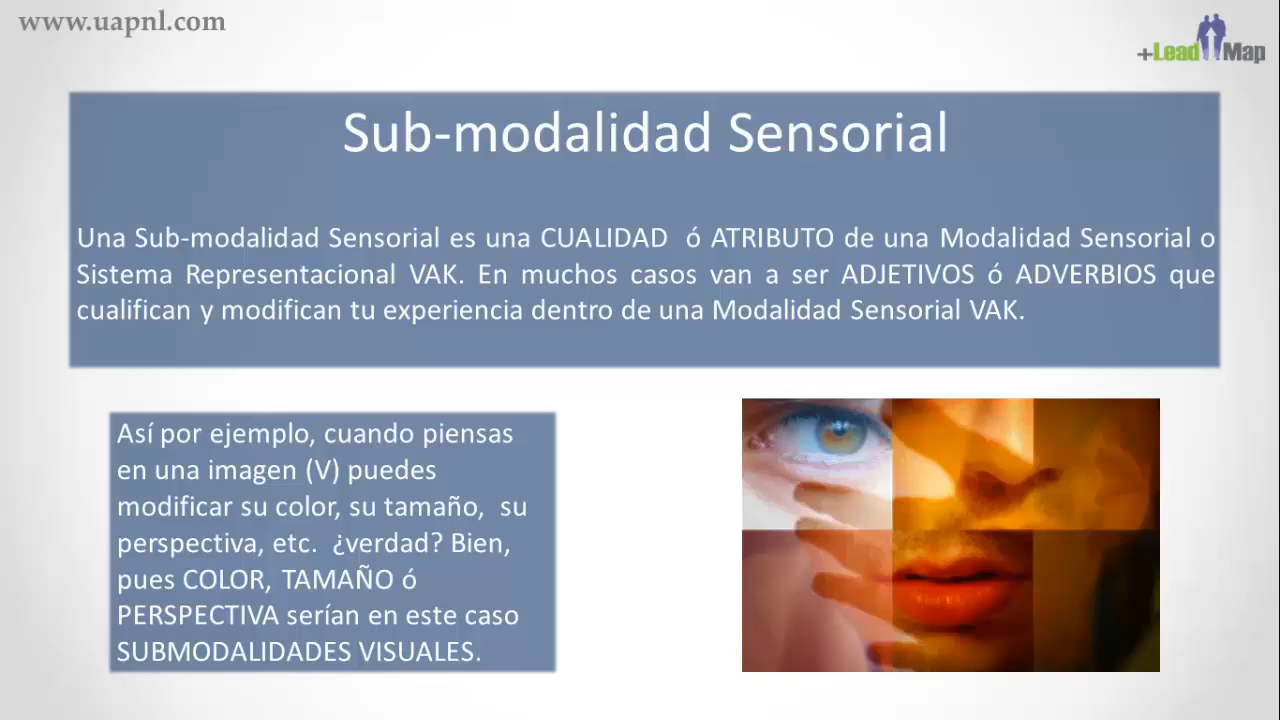 www.uapnl.com
+Lead Map
Sub-modalidad Sensorial
Una Sub-modalidad Sensorial es una CUALIDAD ó ATRIBUTO de una Modalidad Sensorial o
Sistema Representacional VAK. En muchos casos van a ser ADJETIVOS ó ADVERBIOS que
cualifican y modifican tu experiencia dentro de una Modalidad Sensorial VAK.
Así por ejemplo, cuando piensas
en una imagen (V) puedes
modificar su color, su tamaño, su
perspectiva, etc. ¿verdad? Bien,
pues COLOR, TAMAÑO ó
PERSPECTIVA serían en este caso
SUBMODALIDADES VISUALES.